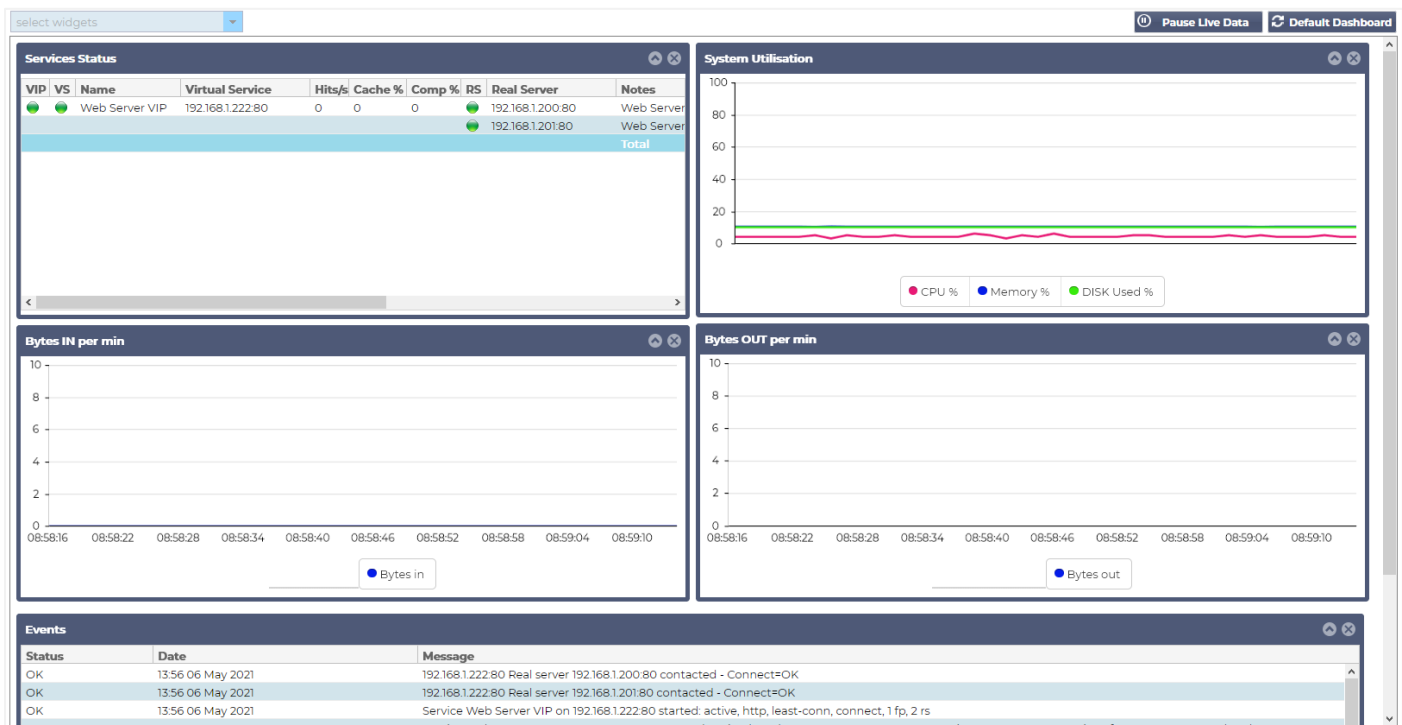 select widgets
Pause Live Data
Default Dashboard
Services Status
VIP VS Name Virtual Service Hits/s Cache % Comp % RS Real Server Notes
Web Server VIP 192.168.1.222:80 0 0 0 192.168.1.200:80 Web Server
192.168.1.201:80 Web Server
Total
System Utilisation
100
80
60
40
20
0
CPU % Memory % DISK Used %
Bytes IN per min
10
8
6
4
2
0
08:58:16 08:58:22 08:58:28 08:58:34 08:58:40 08:58:46 08:58:52 08:58:58 08:59:04 08:59:10
Bytes in
Bytes OUT per min
10
8
6
4
2
0
08:58:16 08:58:22 08:58:28 08:58:34 08:58:40 08:58:46 08:58:52 08:58:58 08:59:04 08:59:10
Bytes out
Events
Status Date Message
OK 13:56 06 May 2021 192.168.1.222:80 Real server 192.168.1.200:80 contacted - Connect=OK
OK 13:56 06 May 2021 192.168.1.222:80 Real server 192.168.1.201:80 contacted - Connect=OK
OK 13:56 06 May 2021 Service Web Server VIP on 192.168.1.222:80 started: active, http, least-conn, connect, 1 fp, 2 rs